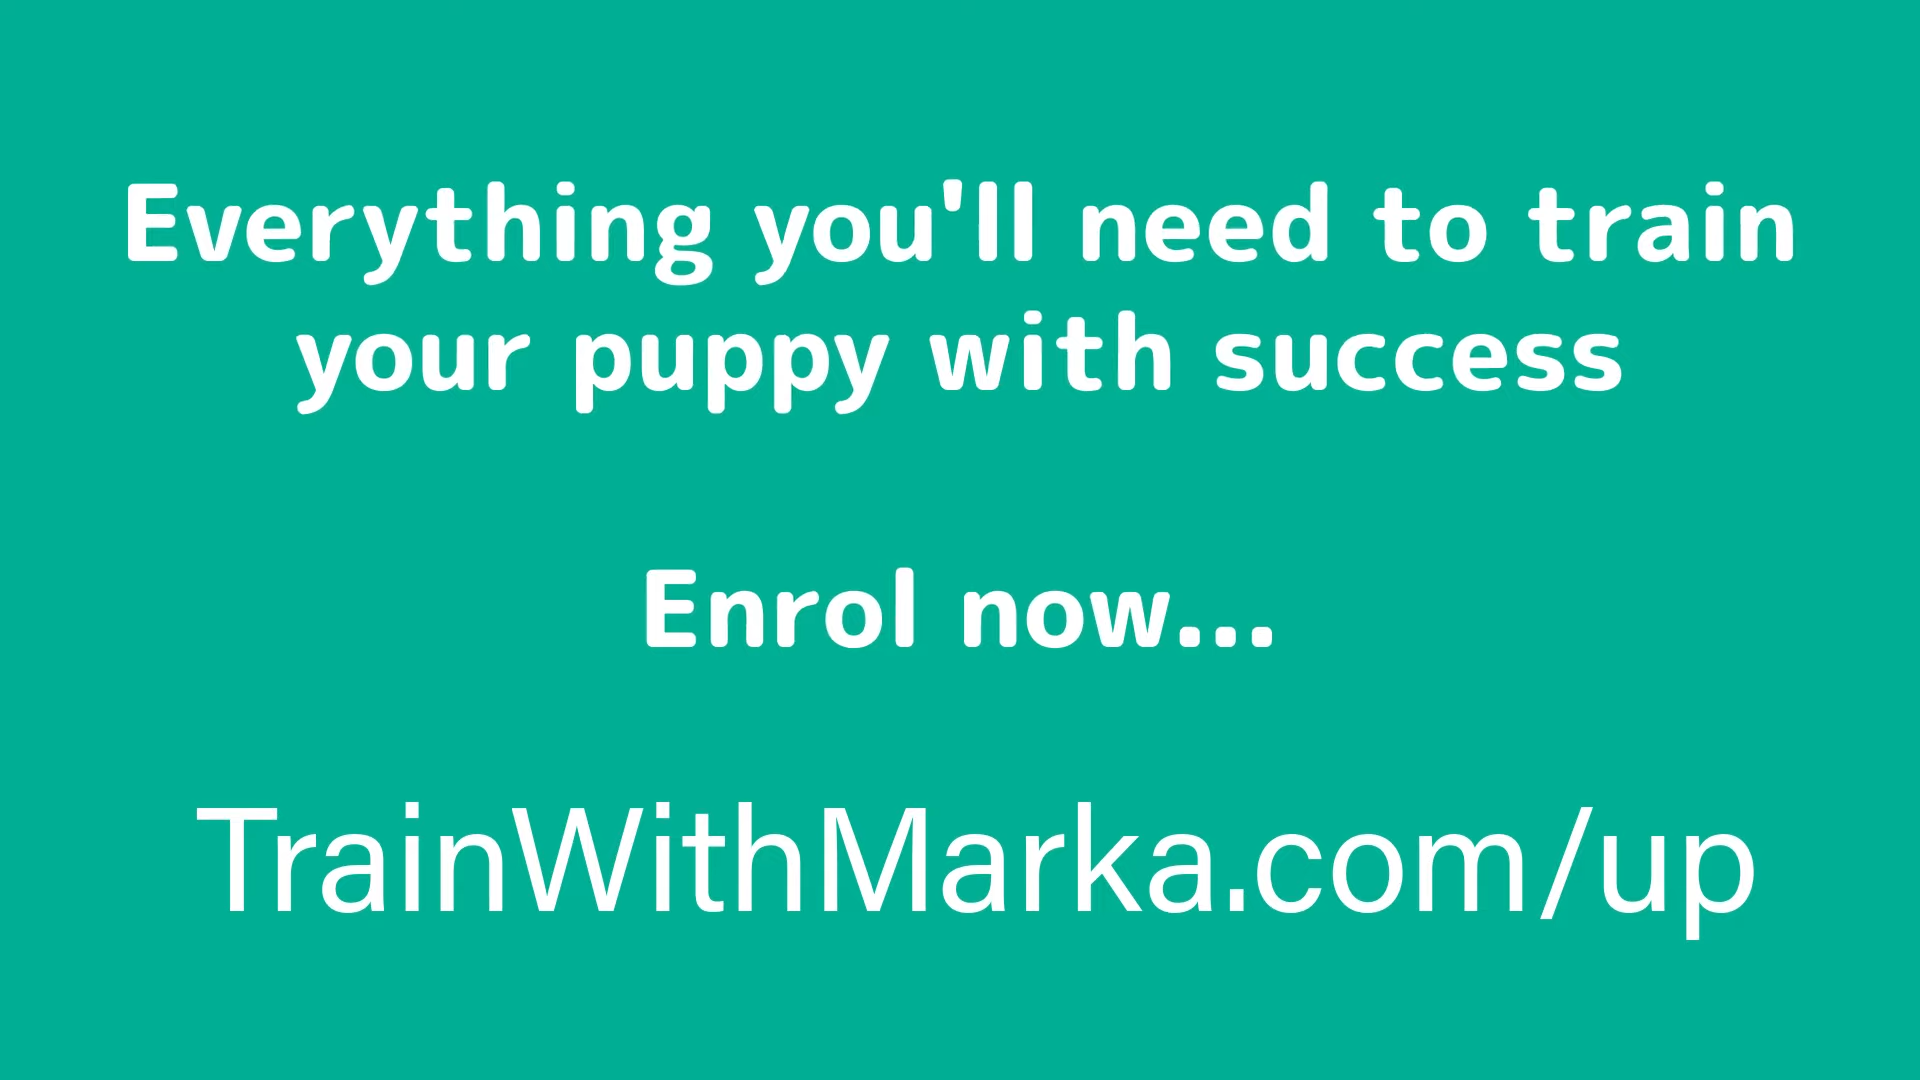 Everything you'll need to train
your puppy with success
Enrol now...
TrainWithMarka.com/up